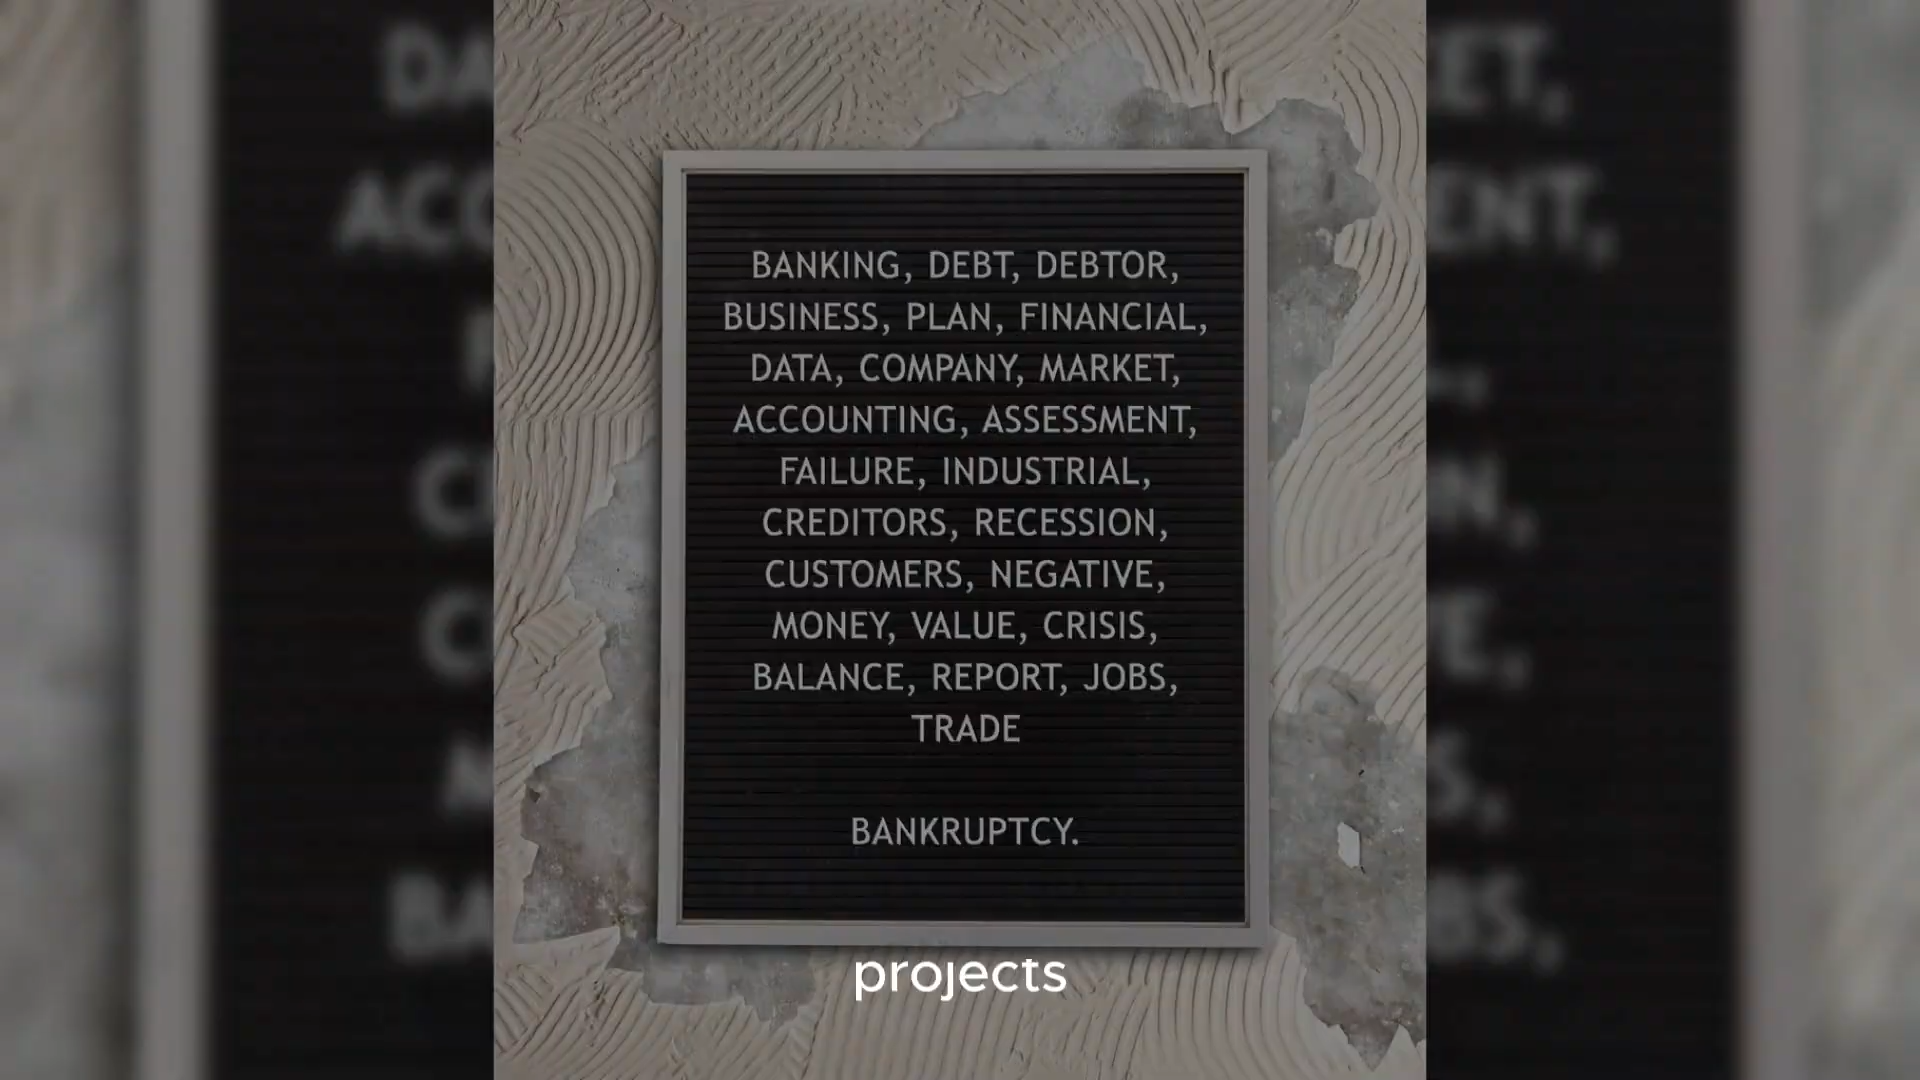 BANKING, DEBT, DEBTOR,
BUSINESS, PLAN, FINANCIAL,
DATA, COMPANY, MARKET,
ACCOUNTING, ASSESSMENT,
FAILURE, INDUSTRIAL,
CREDITORS, RECESSION,
CUSTOMERS, NEGATIVE,
MONEY, VALUE, CRISIS,
BALANCE, REPORT, JOBS,
TRADE
BANKRUPTCY.
projects